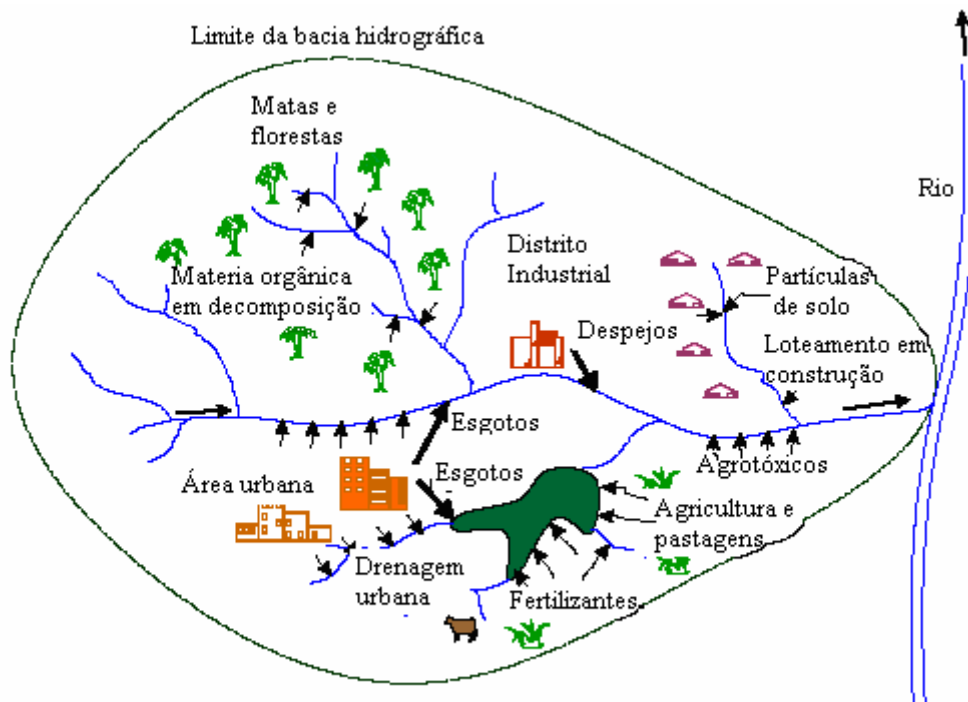 Limite da bacia hidrográfica
Matas e
florestas
Rio
Distrito
Industrial
Materia orgânica
em decomposição
Partículas
de solo
Despejos
Loteamento em
construção
Esgotos
Esgotos
Agrotóxicos
Área urbana
Agricultura e
pastagens
Drenagem
urbana
Fertilizantes